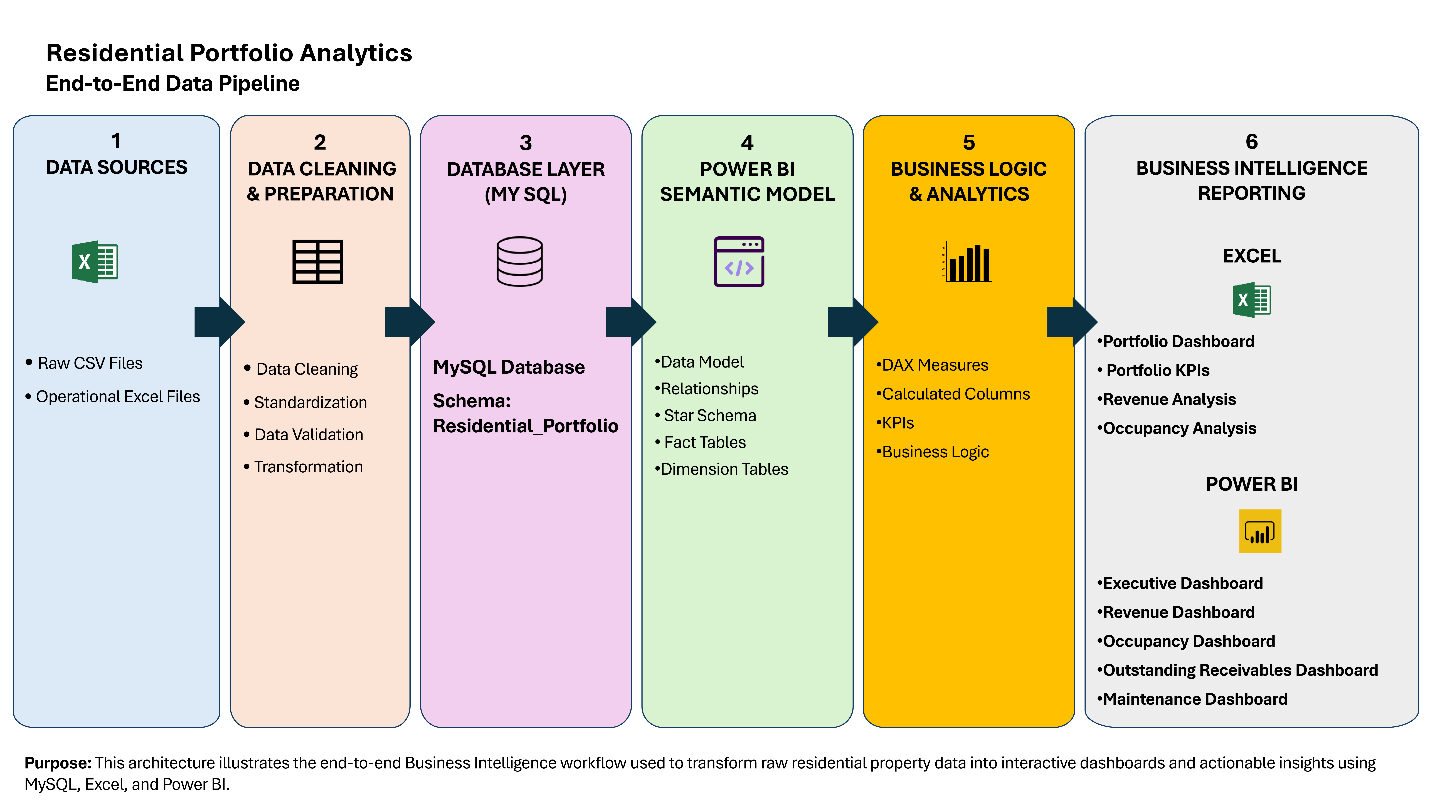 Residential Portfolio Analytics
End-to-End Data Pipeline
1
DATA SOURCES
X
• Raw CSV Files
• Operational Excel Files
2
DATA CLEANING
& PREPARATION
• Data Cleaning
• Standardization
• Data Validation
• Transformation
3
DATABASE LAYER
(MY SQL)
MySQL Database
Schema:
Residential_Portfolio
4
POWER BI
SEMANTIC MODEL
</>
•Data Model
•Relationships
• Star Schema
• Fact Tables
•Dimension Tables
5
BUSINESS LOGIC
& ANALYTICS
•DAX Measures
•Calculated Columns
•KPIs
•Business Logic
6
BUSINESS INTELLIGENCE
REPORTING
EXCEL
X
•Portfolio Dashboard
• Portfolio KPIs
•Revenue Analysis
•Occupancy Analysis
POWER BI
•Executive Dashboard
•Revenue Dashboard
•Occupancy Dashboard
•Outstanding Receivables Dashboard
•Maintenance Dashboard
Purpose: This architecture illustrates the end-to-end Business Intelligence workflow used to transform raw residential property data into interactive dashboards and actionable insights using
MySQL, Excel, and Power BI.